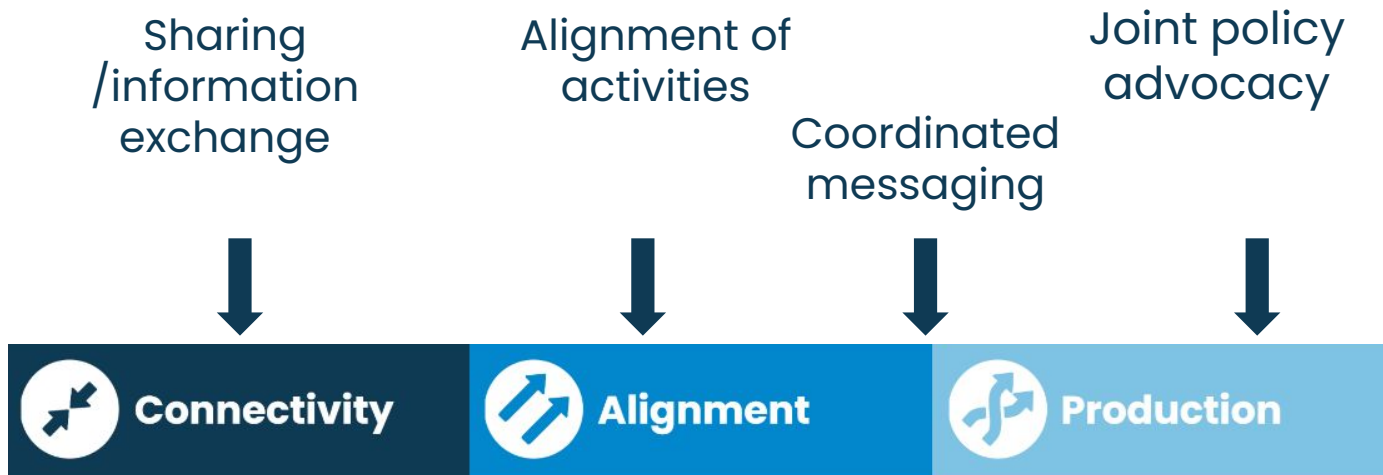 Sharing
/information
exchange
Alignment of
activities
Coordinated
messaging
Joint policy
advocacy
Connectivity
Alignment
Production